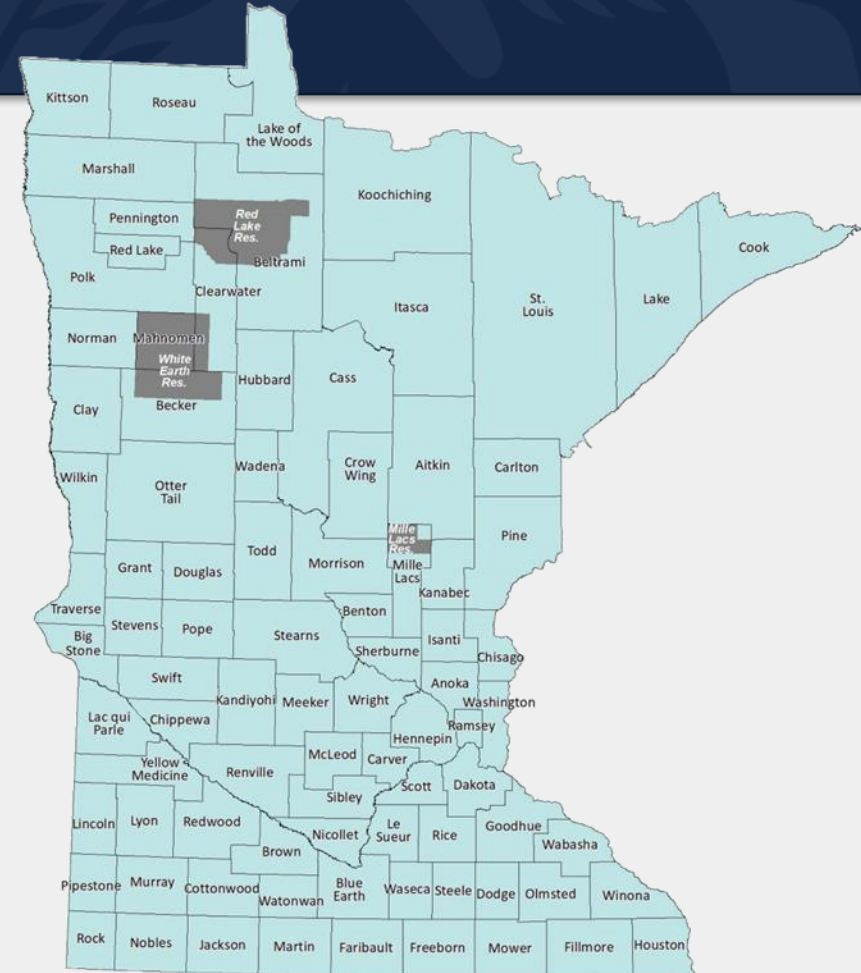 Kittson
Roseau
Lake of
the Woods
Marshall
Koochiching
Pennington
Red
Lake
Res.
Red Lake
Beltrami
Cook
Polk
Clearwater
Itasca
St.
Louis
Lake
Norman
Mahnomen
White
Earth
Res.
Hubbard
Cass
Becker
Clay
Wadena
Crow
Wing
Aitkin
Carlton
Wilkin
Otter
Tail
Mille
Lacs
Res.
Pine
Todd
Morrison
Mille
Lacs
Grant
Douglas
Kanabec
Traverse
Benton
Stevens
Pope
Stearns
Isanti
Big
Stone
Sherburne
Chisago
Swift
Anoka
Kandiyohi
Meeker
Wright
Washington
Lac qui
Parle
Chippewa
Ramsey
Hennepin
McLeod
Carver
Yellow
Medicine
Renville
Scott
Dakota
Sibley
Lincoln
Lyon
Redwood
Nicollet
Le
Sueur
Rice
Goodhue
Wabasha
Brown
Pipestone
Murray
Cottonwood
Watonwan
Blue
Earth
Waseca
Steele
Dodge
Olmsted
Winona
Rock
Nobles
Jackson
Martin
Faribault
Freeborn
Mower
Fillmore
Houston